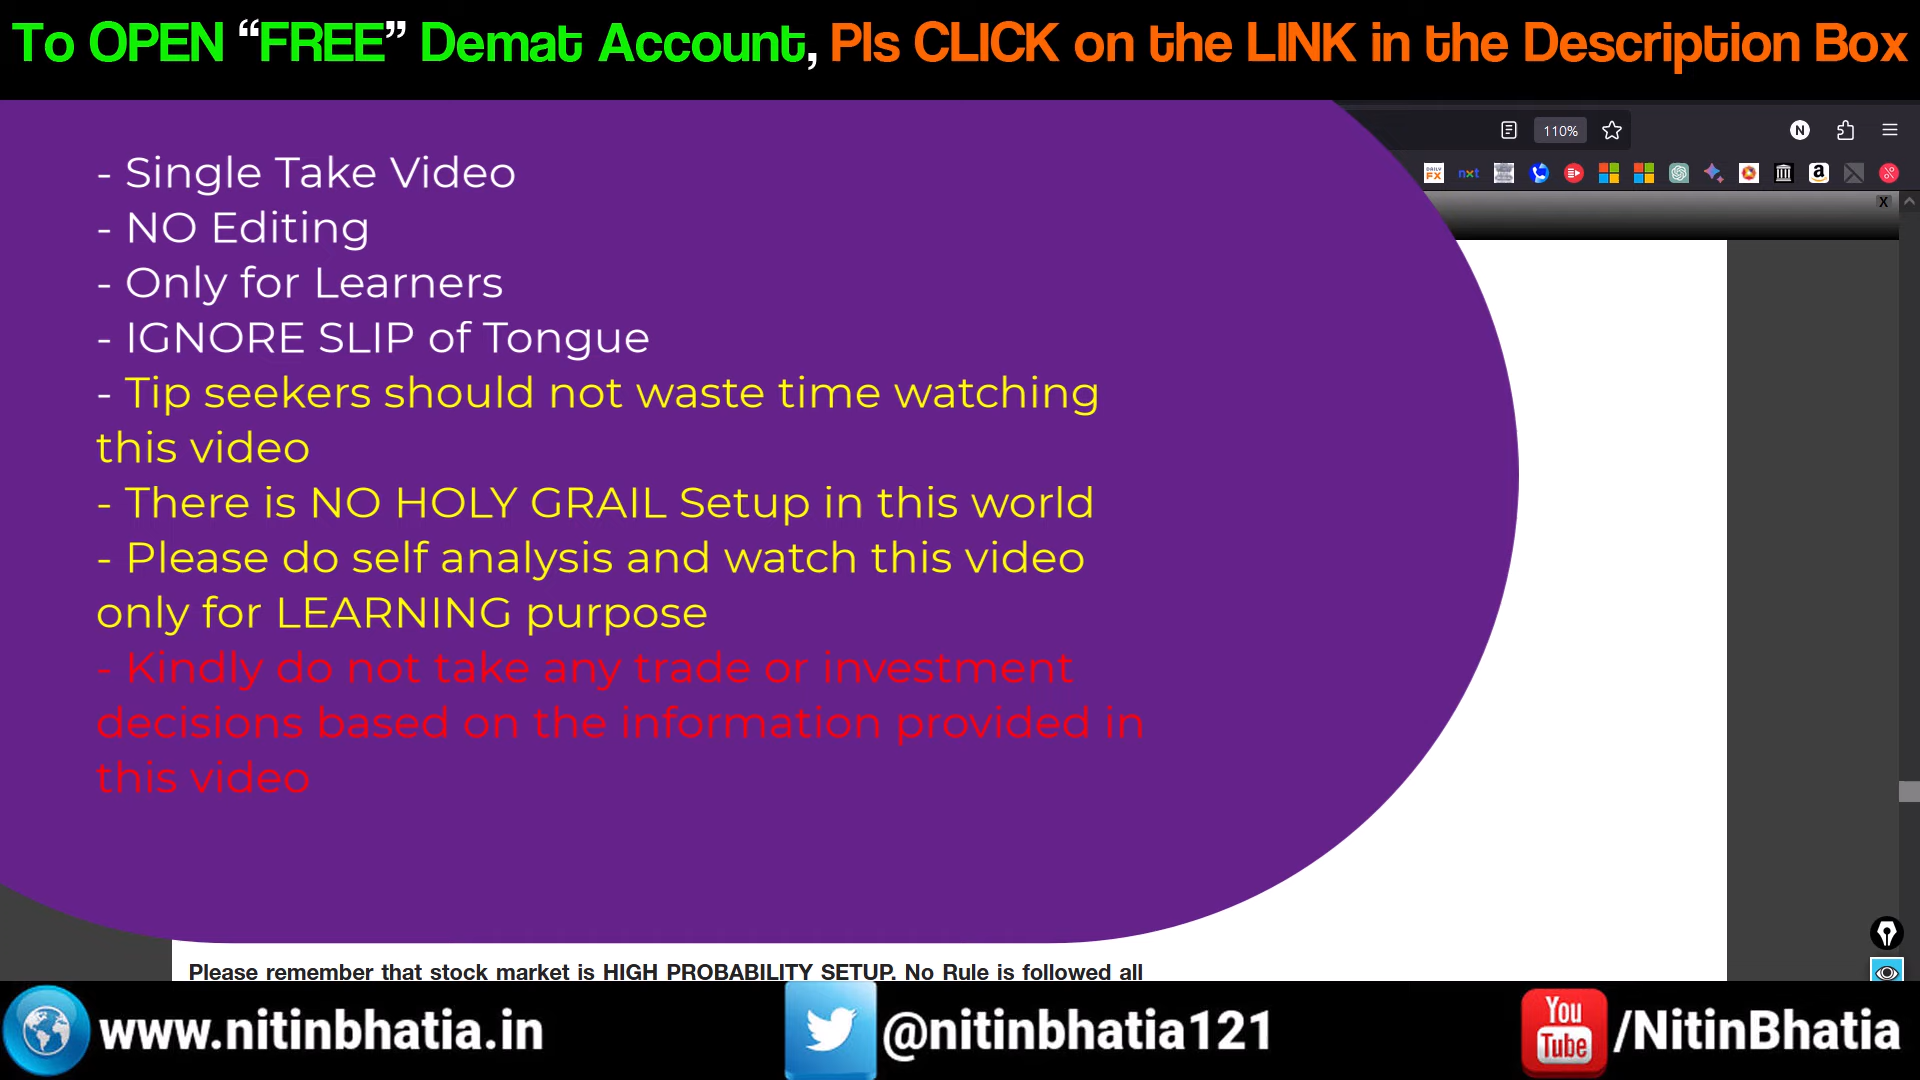 To OPEN “FREE” Demat Account, Pls CLICK on the LINK in the Description Box
110%
N
DAILY FX
nxt
a
X
- Single Take Video
- NO Editing
- Only for Learners
- IGNORE SLIP of Tongue
- Tip seekers should not waste time watching
this video
- There is NO HOLY GRAIL Setup in this world
- Please do self analysis and watch this video
only for LEARNING purpose
- Kindly do not take any trade or investment
decisions based on the information provided in
this video
Please remember that stock market is HIGH PROBABILITY SETUP. No Rule is followed all
www.nitinbhatia.in
@nitinbhatia121
You Tube
/NitinBhatia